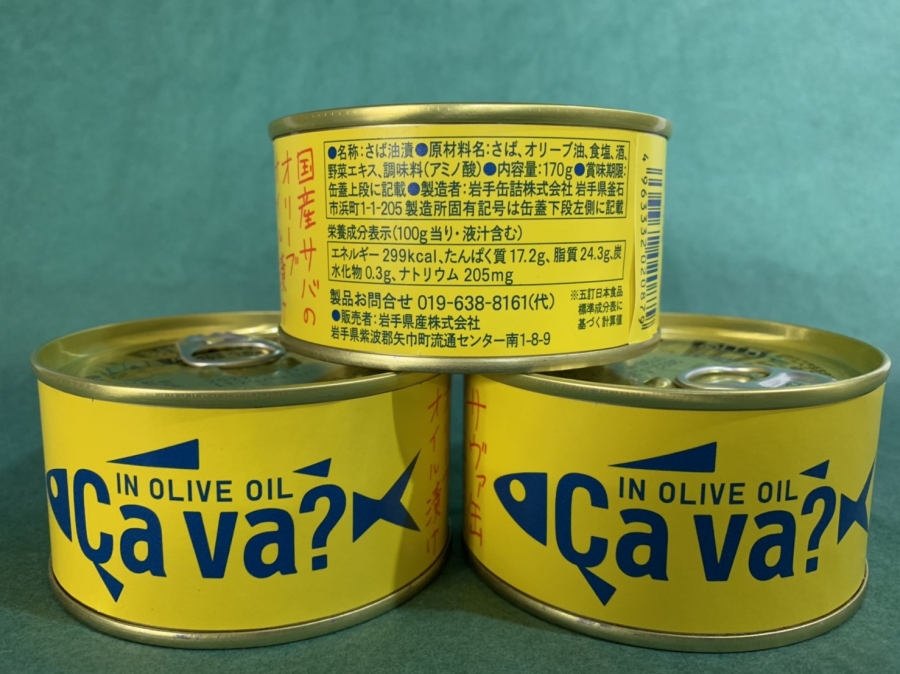 国産サバの
オリーブ
●名称:さば油漬●原材料名:さば、オリーブ油、食塩、酒、
野菜エキス、調味料(アミノ酸)●内容量:170g●賞味期限:
缶蓋上段に記載●製造者:岩手缶詰株式会社 岩手県釜石
市浜町1-1-205 製造所固有記号は缶蓋下段左側に記載
栄養成分表示(100g当り・液汁含む)
エネルギー 299kcal、たんぱく質 17.2g、脂質 24.3g、炭
水化物 0.3g、ナトリウム 205mg
製品お問合せ 019-638-8161(代)
●販売者:岩手県産株式会社
岩手県紫波郡矢巾町流通センター南1-8-9
※五訂日本食品
標準成分表に
基づく計算値
IN OLIVE OIL
Ça va?
オイル漬け
サヴァ缶
IN OLIVE OIL
Ça va?